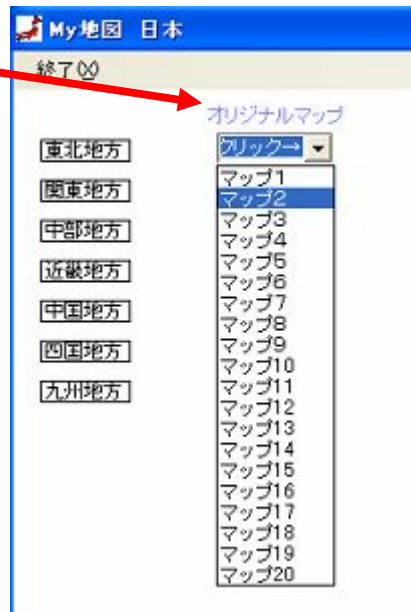 My地図 日本
終了(X)
オリジナルマップ
クリック→
東北地方
関東地方
中部地方
近畿地方
中国地方
四国地方
九州地方
マップ1
マップ2
マップ3
マップ4
マップ5
マップ6
マップ7
マップ8
マップ9
マップ10
マップ11
マップ12
マップ13
マップ14
マップ15
マップ16
マップ17
マップ18
マップ19
マップ20